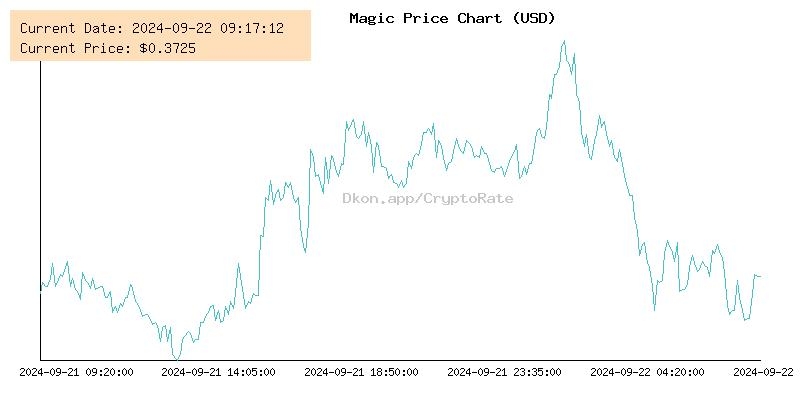 Magic Price Chart (USD)
Current Date: 2024-09-22 09:17:12
Current Price: $0.3725
Dkon.app/CryptoRate
2024-09-21 09:20:00 2024-09-21 14:05:00 2024-09-21 18:50:00 2024-09-21 23:35:00 2024-09-22 04:20:00 2024-09-22